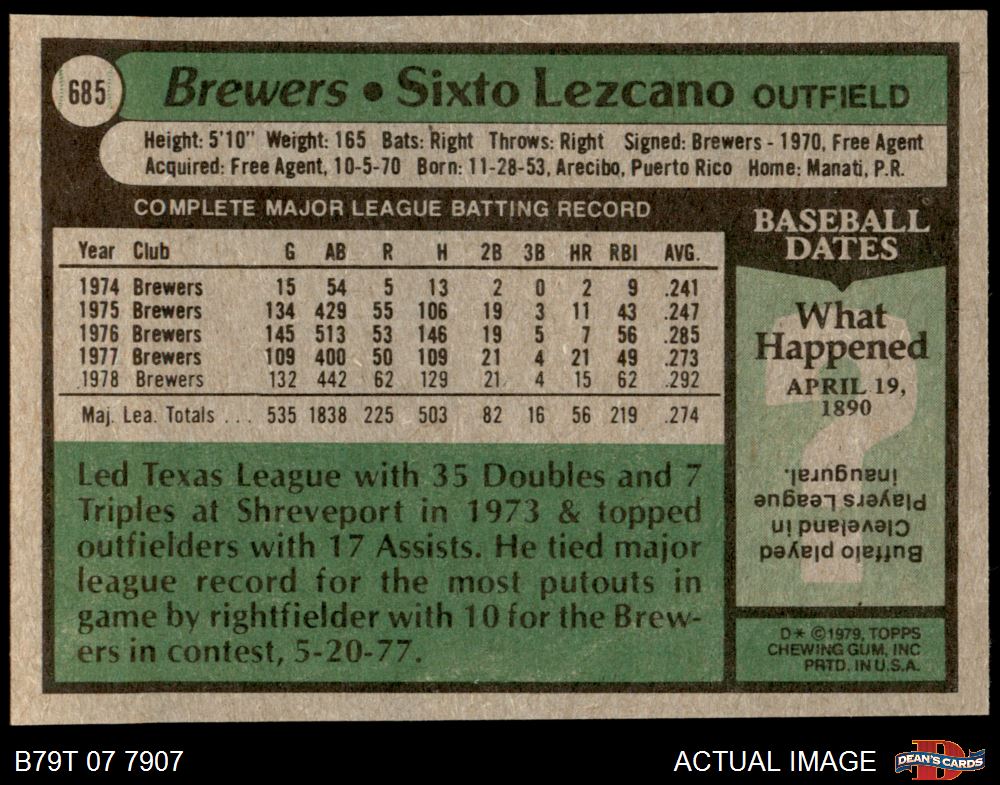 685
Brewers • Sixto Lezcano OUTFIELD
Height: 5'10" Weight: 165 Bats: Right Throws: Right Signed: Brewers - 1970, Free Agent
Acquired: Free Agent, 10-5-70 Born: 11-28-53, Arecibo, Puerto Rico Home: Manati, P.R.
COMPLETE MAJOR LEAGUE BATTING RECORD
Year Club G AB R H 2B 3B HR RBI AVG.
1974 Brewers 15 54 5 13 2 0 2 9 .241
1975 Brewers 134 429 55 106 19 3 11 43 .247
1976 Brewers 145 513 53 146 19 5 7 56 .285
1977 Brewers 109 400 50 109 21 4 21 49 .273
1978 Brewers 132 442 62 129 21 4 15 62 .292
Maj. Lea. Totals . . . 535 1838 225 503 82 16 56 219 .274
Led Texas League with 35 Doubles and 7
Triples at Shreveport in 1973 & topped
outfielders with 17 Assists. He tied major
league record for the most putouts in
game by rightfielder with 10 for the Brew-
ers in contest, 5-20-77.
BASEBALL
DATES
What
Happened
APRIL 19,
1890
?
Buffalo played
Cleveland in
Players League
inaugural.
D* ©1979, TOPPS
CHEWING GUM, INC
PRTD. IN U.S.A.
B79T 07 7907
ACTUAL IMAGE
D
DEAN'S CARDS